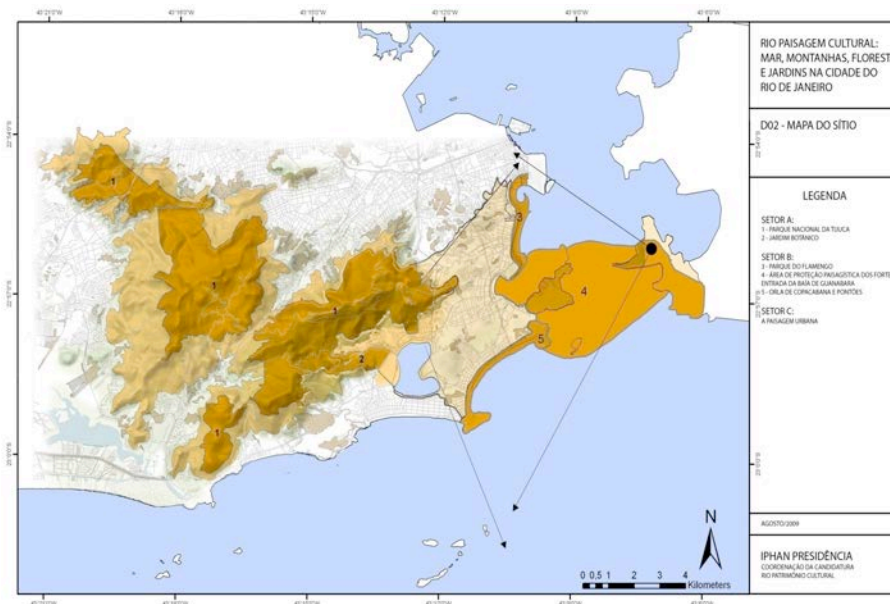 RIO PAISAGEM CULTURAL:
MAR, MONTANHAS, FLOREST
E JARDINS NA CIDADE DO
RIO DE JANEIRO
D02 - MAPA DO SÍTIO
LEGENDA
SETOR A:
1 - PARQUE NACIONAL DA TIJUCA
2 - JARDIM BOTÂNICO
SETOR B:
3 - PARQUE DO FLAMENGO
4 - ÁREA DE PROTEÇÃO PAISAGÍSTICA DOS FORTE
ENTRADA DA BAÍA DE GUANABARA
5 - ORLA DE COPACABANA E PONTÕES
SETOR C:
A PAISAGEM URBANA
AGOSTO/2009
IPHAN PRESIDÊNCIA
COORDENAÇÃO DA CANDIDATURA
RIO PATRIMÔNIO CULTURAL
1
3
1
4
1
5
2
1
N
0 0,5 1 2 3 4
Kilometers